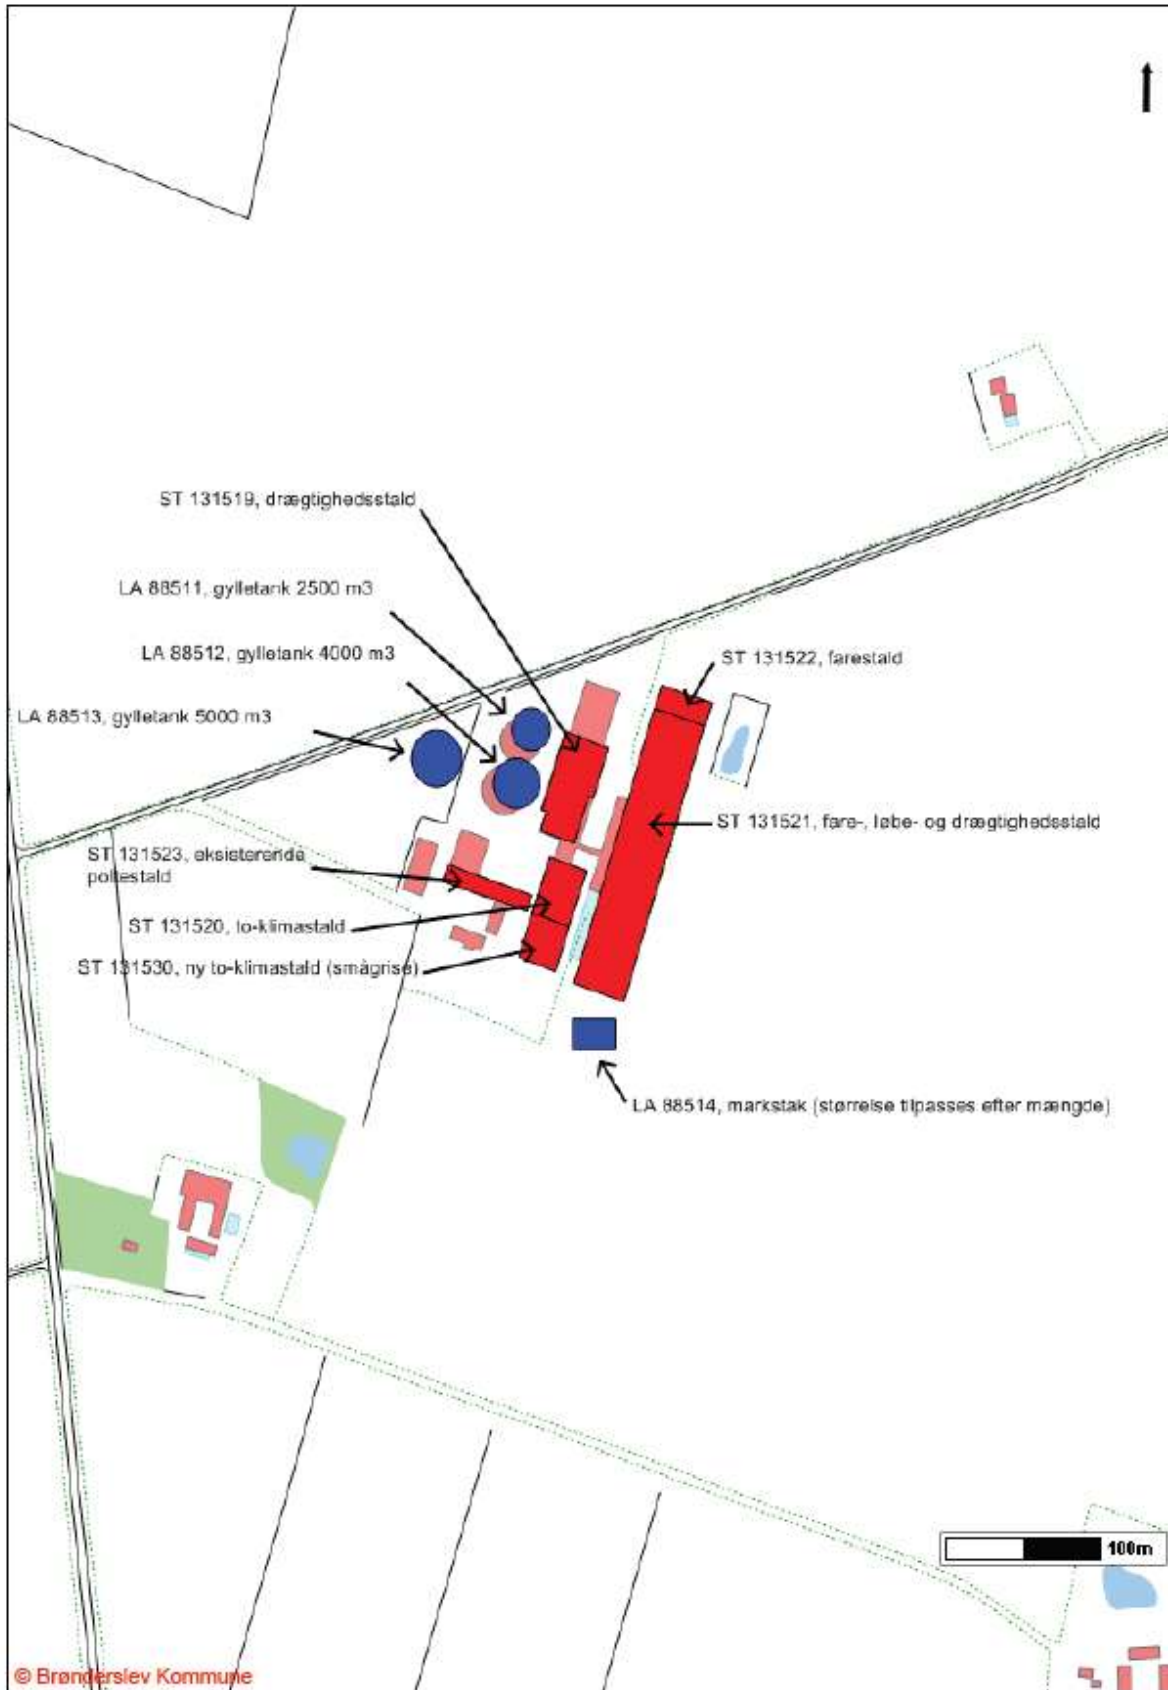 ST 131519, drægtighedsstald
LA 88511, gylletank 2500 m3
LA 88512, gylletank 4000 m3
ST 131522, farestald
LA 88513, gylletank 5000 m3
ST 131521, fare-, løbe- og drægtighedsstald
ST 131523, eksisterende
poltestald
ST 131520, to-klimastald
ST 131530, ny to-klimastald (smågrise)
LA 88514, markstak (størrelse tilpasses efter mængde)
100m
© Brønderslev Kommune